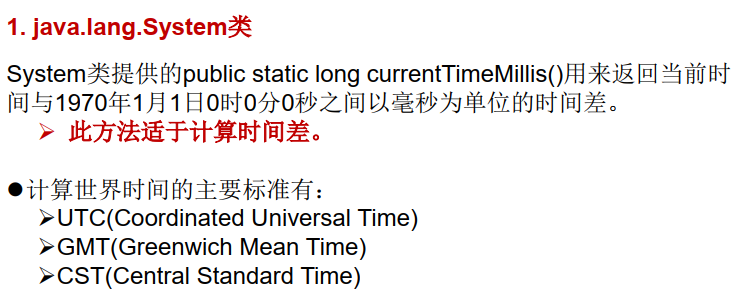 1. java.lang.System类
System类提供的public static long currentTimeMillis()用来返回当前时
间与1970年1月1日0时0分0秒之间以毫秒为单位的时间差。
➢ 此方法适于计算时间差。
●计算世界时间的主要标准有：
➢UTC(Coordinated Universal Time)
➢GMT(Greenwich Mean Time)
➢CST(Central Standard Time)